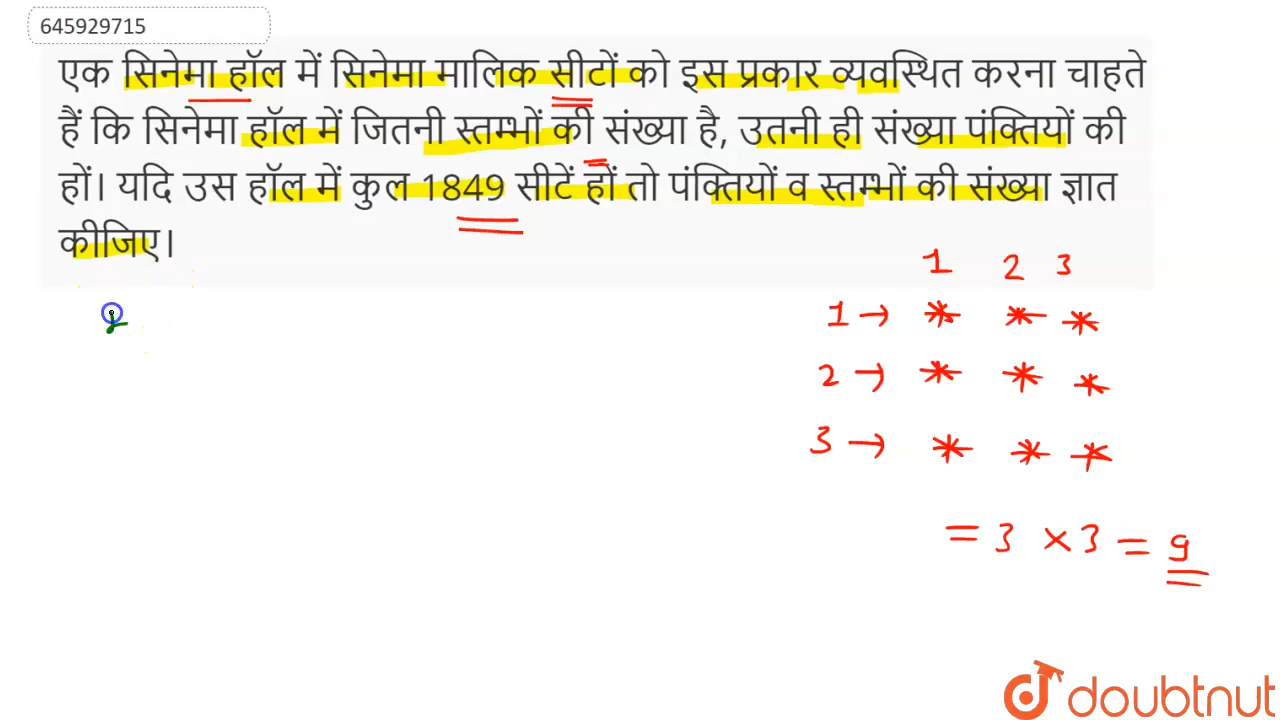 645929715
एक सिनेमा हॉल में सिनेमा मालिक सीटों को इस प्रकार व्यवस्थित करना चाहते
हैं कि सिनेमा हॉल में जितनी स्तम्भों की संख्या है, उतनी ही संख्या पंक्तियों की
हों। यदि उस हॉल में कुल 1849 सीटें हों तो पंक्तियों व स्तम्भों की संख्या ज्ञात
कीजिए।
1 2 3
1 → * * *
2 → * * *
3 → * * *
= 3 × 3 = 9
doubtnut